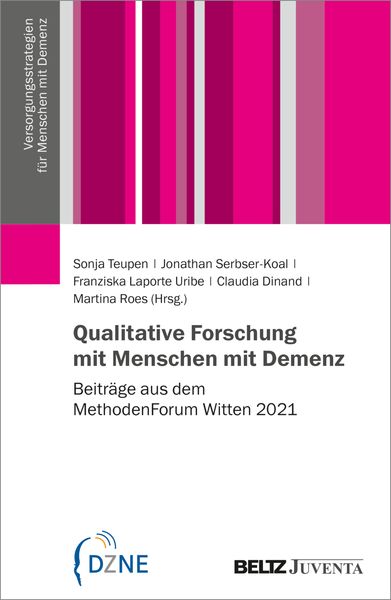 Versorgungsstrategien
für Menschen mit Demenz
Sonja Teupen | Jonathan Serbser-Koal |
Franziska Laporte Uribe | Claudia Dinand |
Martina Roes (Hrsg.)
Qualitative Forschung
mit Menschen mit Demenz
Beiträge aus dem
MethodenForum Witten 2021
DZNE
BELTZ JUVENTA